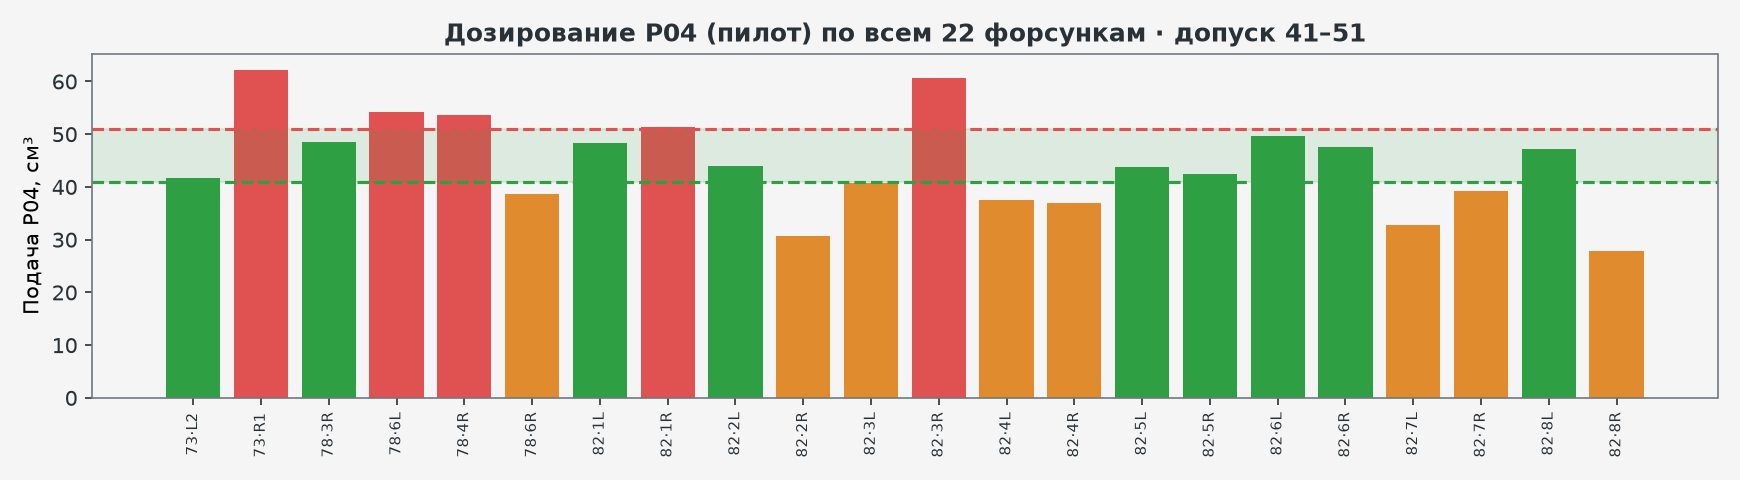 Дозирование P04 (пилот) по всем 22 форсункам · допуск 41–51
Подача P04, см³
60
50
40
30
20
10
0
73·L2
73·R1
78·3R
78·6L
78·4R
78·6R
82·1L
82·1R
82·2L
82·2R
82·3L
82·3R
82·4L
82·4R
82·5L
82·5R
82·6L
82·6R
82·7L
82·7R
82·8L
82·8R